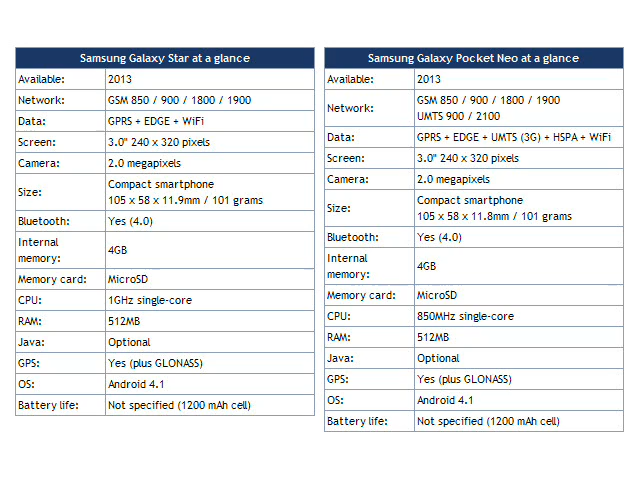 Samsung Galaxy Star at a glance
Available: 2013
Network: GSM 850 / 900 / 1800 / 1900
Data: GPRS + EDGE + WiFi
Screen: 3.0" 240 x 320 pixels
Camera: 2.0 megapixels
Size: Compact smartphone
105 x 58 x 11.9mm / 101 grams
Bluetooth: Yes (4.0)
Internal
memory: 4GB
Memory card: MicroSD
CPU: 1GHz single-core
RAM: 512MB
Java: Optional
GPS: Yes (plus GLONASS)
OS: Android 4.1
Battery life: Not specified (1200 mAh cell)
Samsung Galaxy Pocket Neo at a glance
Available: 2013
Network: GSM 850 / 900 / 1800 / 1900
UMTS 900 / 2100
Data: GPRS + EDGE + UMTS (3G) + HSPA + WiFi
Screen: 3.0" 240 x 320 pixels
Camera: 2.0 megapixels
Size: Compact smartphone
105 x 58 x 11.8mm / 101 grams
Bluetooth: Yes (4.0)
Internal
memory: 4GB
Memory card: MicroSD
CPU: 850MHz single-core
RAM: 512MB
Java: Optional
GPS: Yes (plus GLONASS)
OS: Android 4.1
Battery life: Not specified (1200 mAh cell)